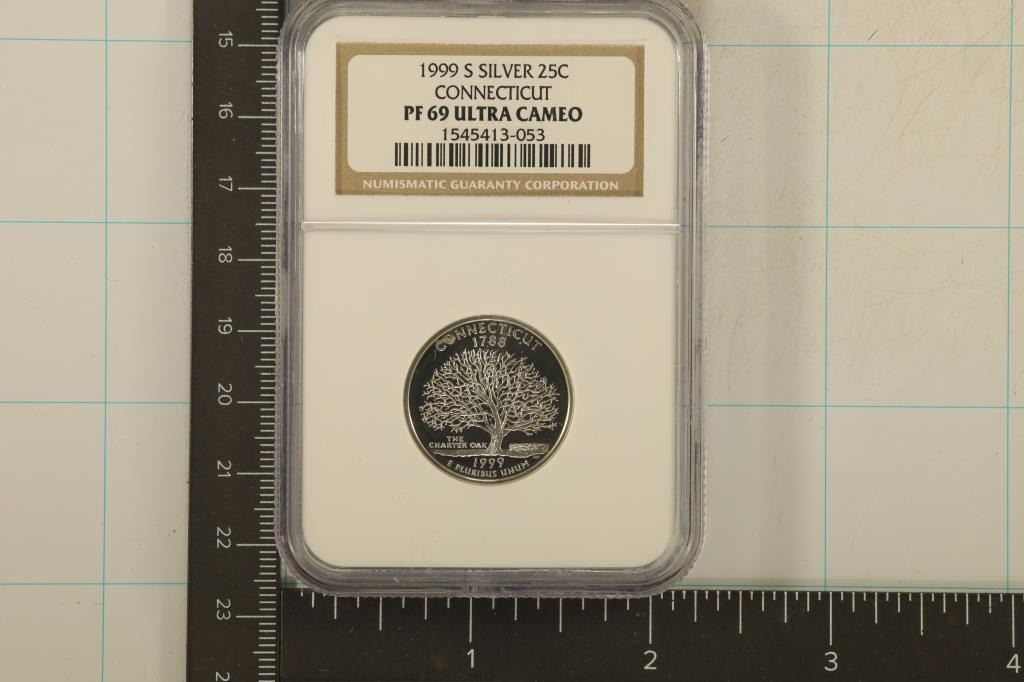 1999 S SILVER 25C
CONNECTICUT
PF 69 ULTRA CAMEO
1545413-053
NUMISMATIC GUARANTY CORPORATION
CONNECTICUT
1788
THE
CHARTER OAK
1999
E PLURIBUS UNUM
15
16
17
18
19
20
21
22
23
1
2
3
4